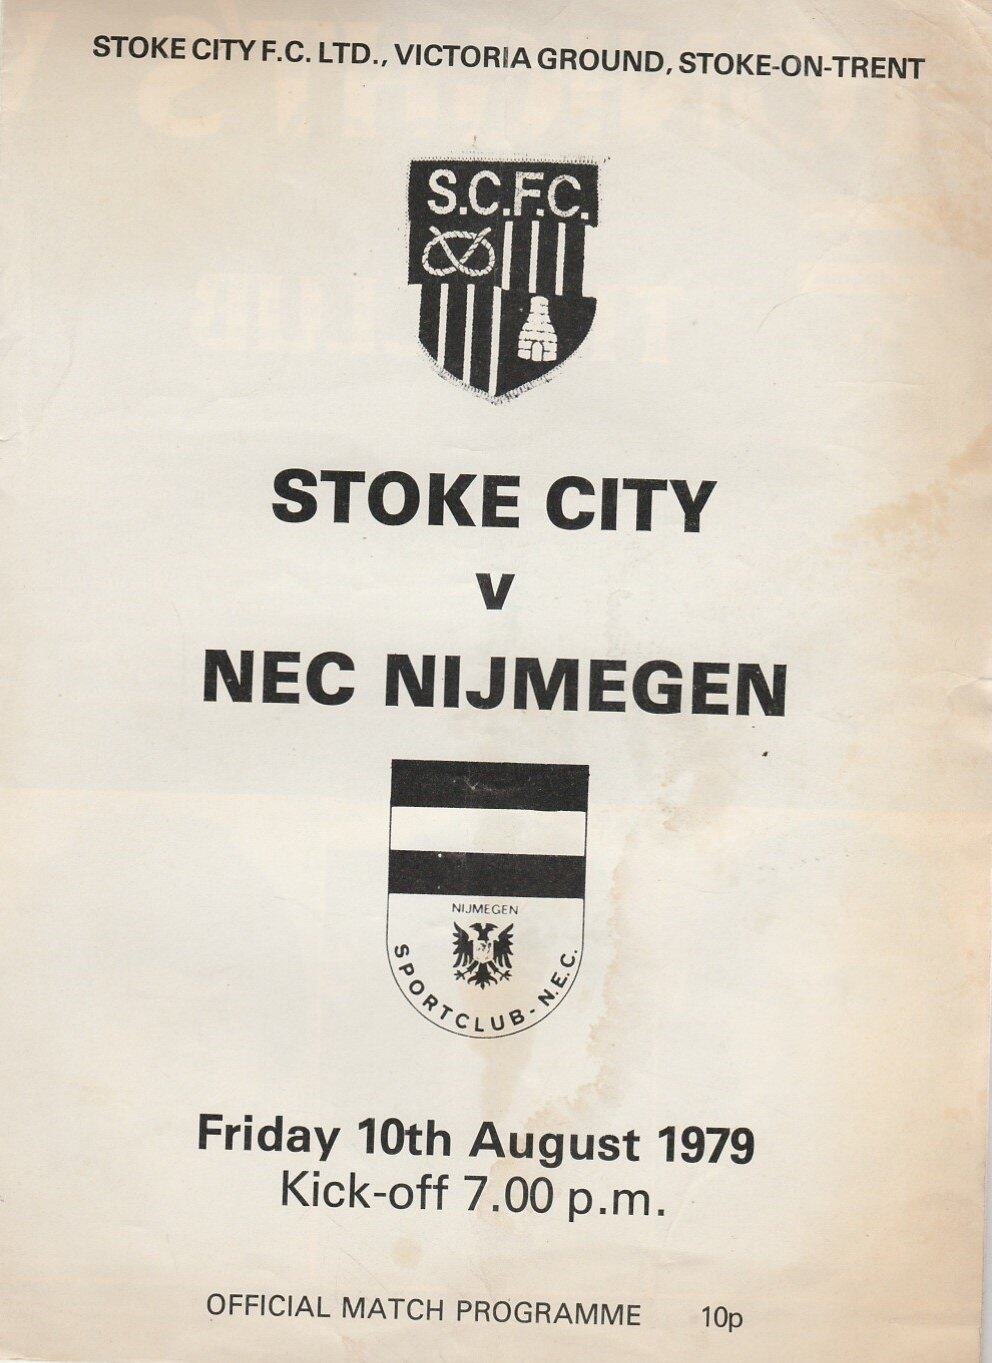 STOKE CITY F.C. LTD., VICTORIA GROUND, STOKE-ON-TRENT
S.C.F.C.
STOKE CITY
v
NEC NIJMEGEN
NIJMEGEN
SPORTCLUB - N.E.C.
Friday 10th August 1979
Kick-off 7.00 p.m.
OFFICIAL MATCH PROGRAMME 10p